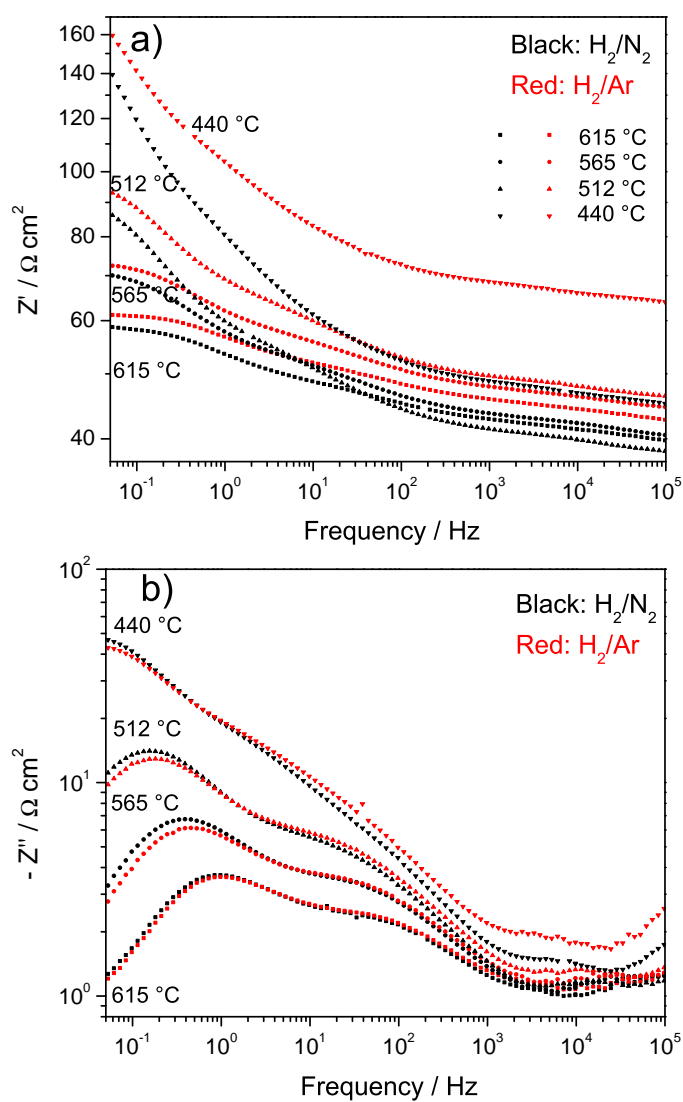 a)
Black: H2/N2
Red: H2/Ar
615 °C
565 °C
512 °C
440 °C
440 °C
512 °C
565 °C
615 °C
160
140
120
100
80
60
40
Z' / Ω cm²
10⁻¹ 10⁰ 10¹ 10² 10³ 10⁴ 10⁵
Frequency / Hz
b)
Black: H2/N2
Red: H2/Ar
440 °C
512 °C
565 °C
615 °C
10²
10¹
10⁰
- Z'' / Ω cm²
10⁻¹ 10⁰ 10¹ 10² 10³ 10⁴ 10⁵
Frequency / Hz